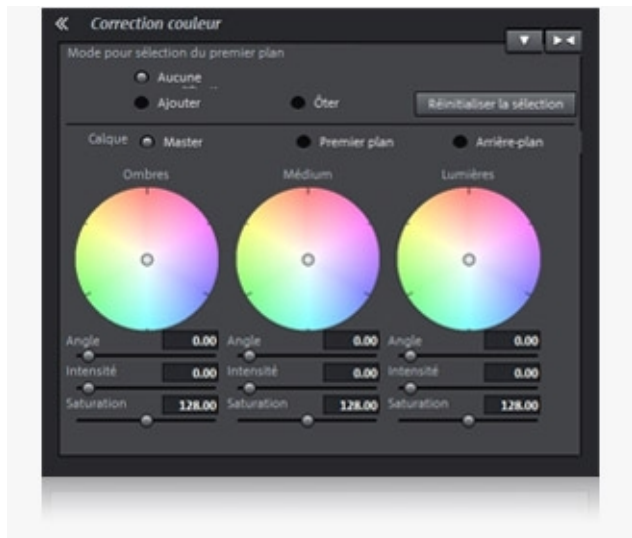 Correction couleur
Mode pour sélection du premier plan
Aucune
Ajouter Ôter Réinitialiser la sélection
Calque Master Premier plan Arrière-plan
Ombres Médium Lumières
Angle 0.00 Angle 0.00 Angle 0.00
Intensité 0.00 Intensité 0.00 Intensité 0.00
Saturation 128.00 Saturation 128.00 Saturation 128.00